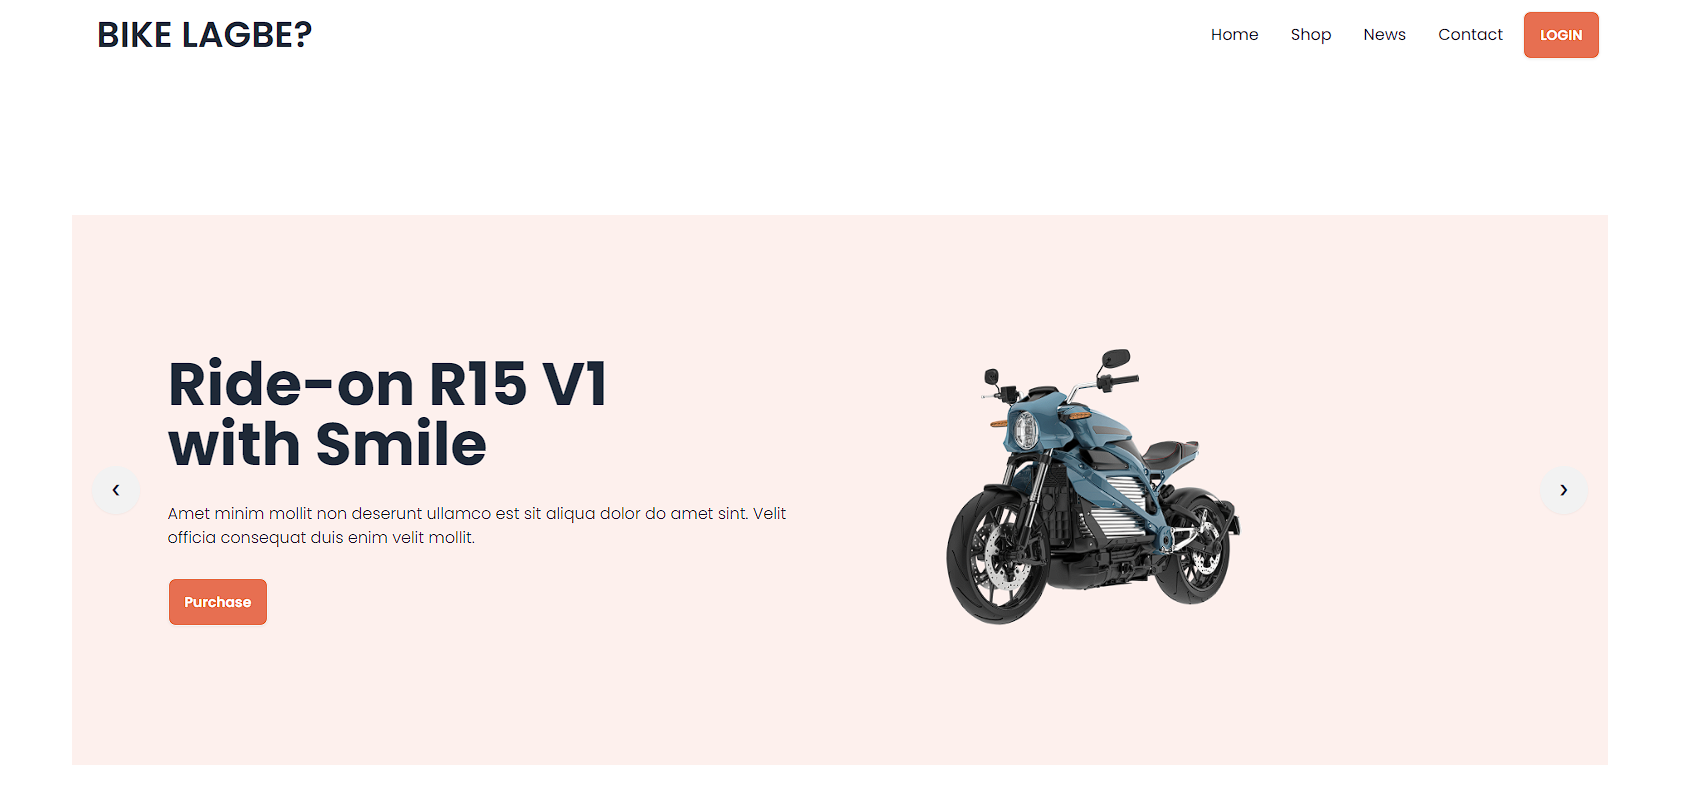 BIKE LAGBE?
Home Shop News Contact LOGIN
Ride-on R15 V1
with Smile
Amet minim mollit non deserunt ullamco est sit aliqua dolor do amet sint. Velit
officia consequat duis enim velit mollit.
Purchase